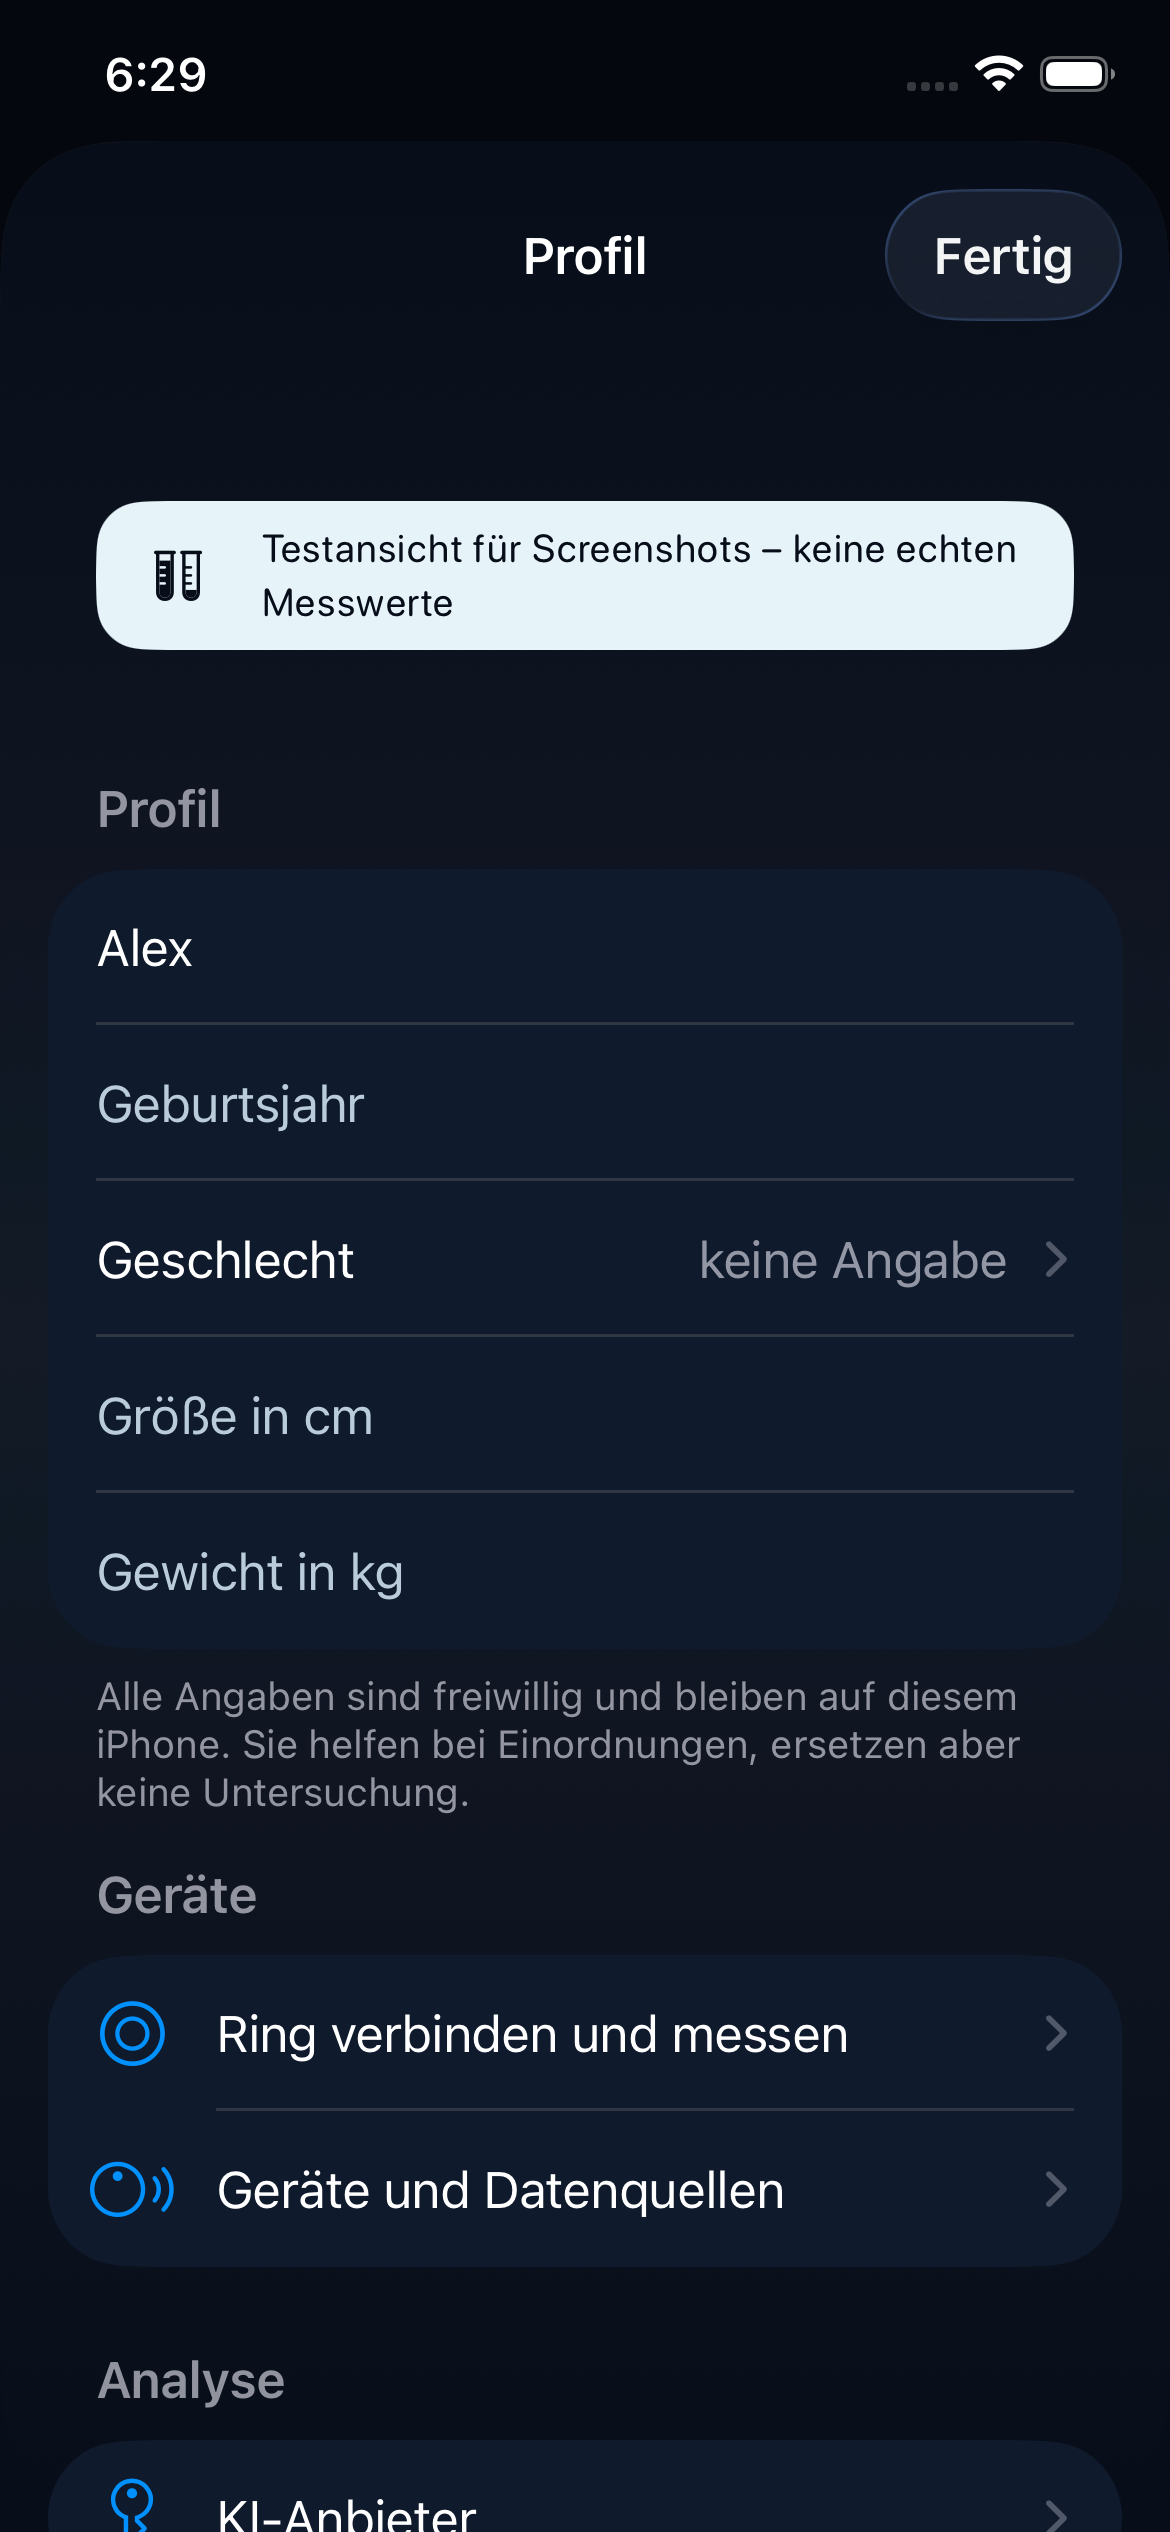 6:29
Profil
Fertig
Testansicht für Screenshots – keine echten
Messwerte
Profil
Alex
Geburtsjahr
Geschlecht keine Angabe
Größe in cm
Gewicht in kg
Alle Angaben sind freiwillig und bleiben auf diesem
iPhone. Sie helfen bei Einordnungen, ersetzen aber
keine Untersuchung.
Geräte
Ring verbinden und messen
Geräte und Datenquellen
Analyse
KI-Anbieter